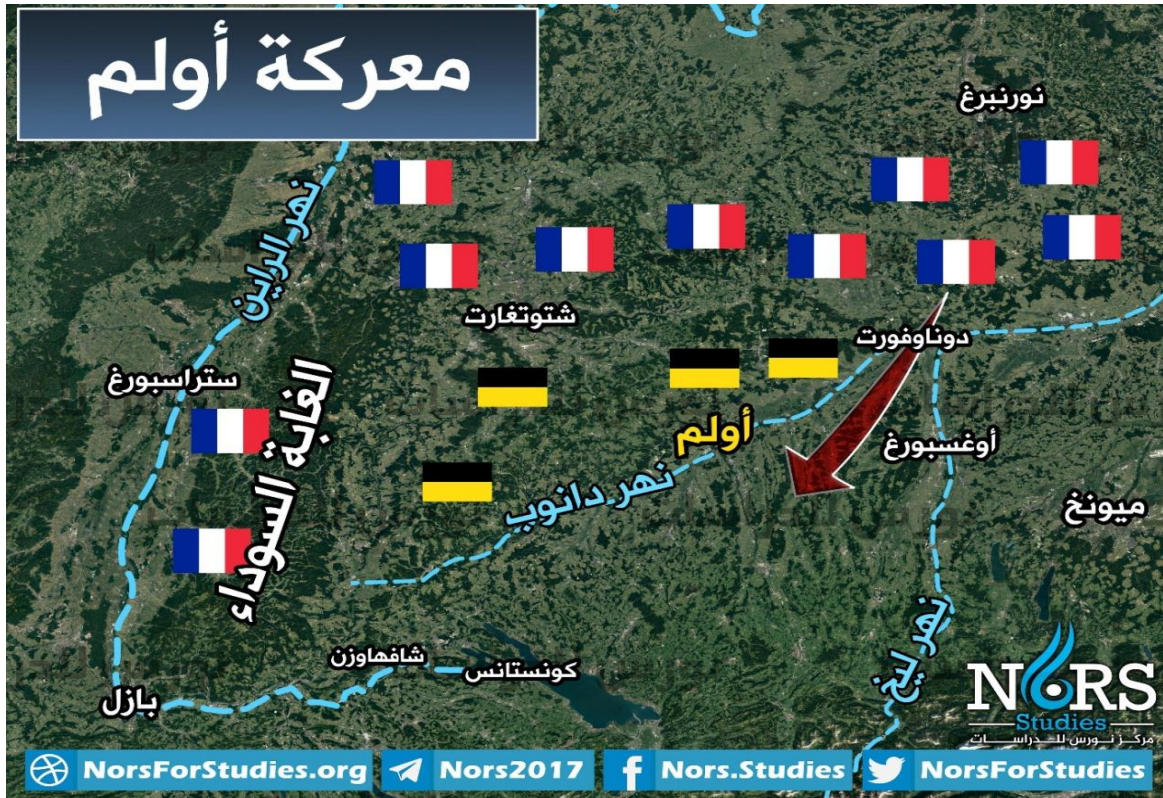 معركة أولم
نورنبرغ
نهر الراين
شتوتغارت
دوناوفورت
ستراسبورغ
الغابة السوداء
أولم
أوغسبورغ
نهر دانوب
ميونخ
نهر ليخ
شافهاوزن
كونستانس
بازل
NORS
Studies
مركز نورس للدراسات
NorsForStudies.org
Nors2017
Nors.Studies
NorsForStudies